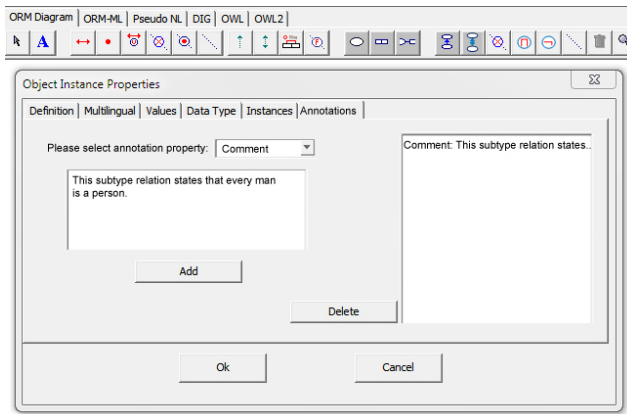 ORM Diagram | ORM-ML | Pseudo NL | DIG | OWL | OWL2 |
A
Object Instance Properties
Definition | Multilingual | Values | Data Type | Instances | Annotations |
Please select annotation property: Comment
Comment: This subtype relation states..
This subtype relation states that every man
is a person.
Add
Delete
Ok
Cancel